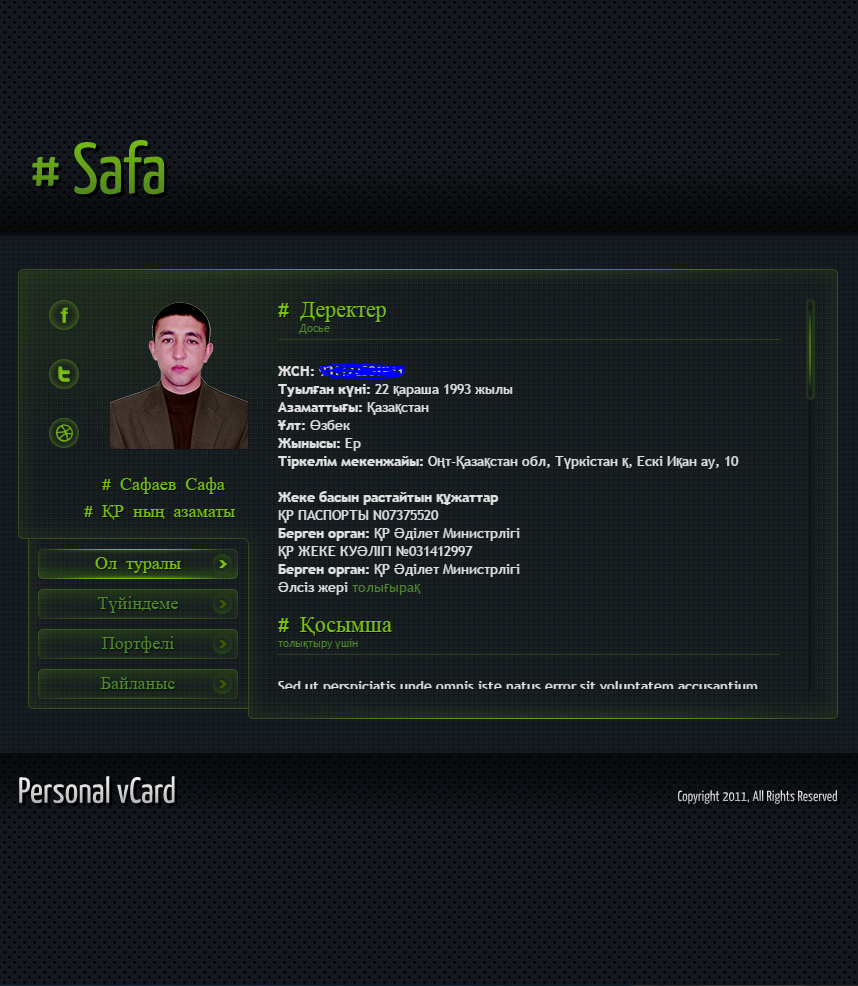 # Safa
# Сафаев Сафа
# ҚР ның азаматы
Ол туралы
Түйіндеме
Портфелі
Байланыс
# Деректер
Досье
ЖСН:
Туылған күні: 22 қараша 1993 жылы
Азаматтығы: Қазақстан
Ұлт: Өзбек
Жынысы: Ер
Тіркелім мекенжайы: Оңт-Қазақстан обл, Түркістан қ, Ескі Иқан ау, 10
Жеке басын растайтын құжаттар
ҚР ПАСПОРТЫ N07375520
Берген орган: ҚР Әділет Министрлігі
ҚР ЖЕКЕ КУӘЛІГІ №031412997
Берген орган: ҚР Әділет Министрлігі
Әлсіз жері толығырақ
# Қосымша
толықтыру үшін
Sed ut perspiciatis unde omnis iste natus error sit voluptatem accusantium
Personal vCard
Copyright 2011, All Rights Reserved